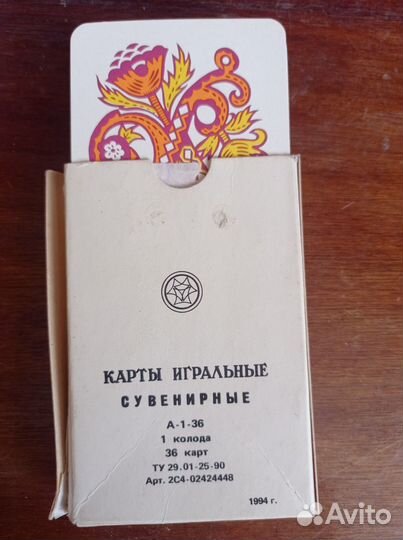 КАРТЫ ИГРАЛЬНЫЕ
СУВЕНИРНЫЕ
А-1-36
1 колода
36 карт
ТУ 29.01-25-90
Арт. 2С4-02424448
1994 г.
Avito